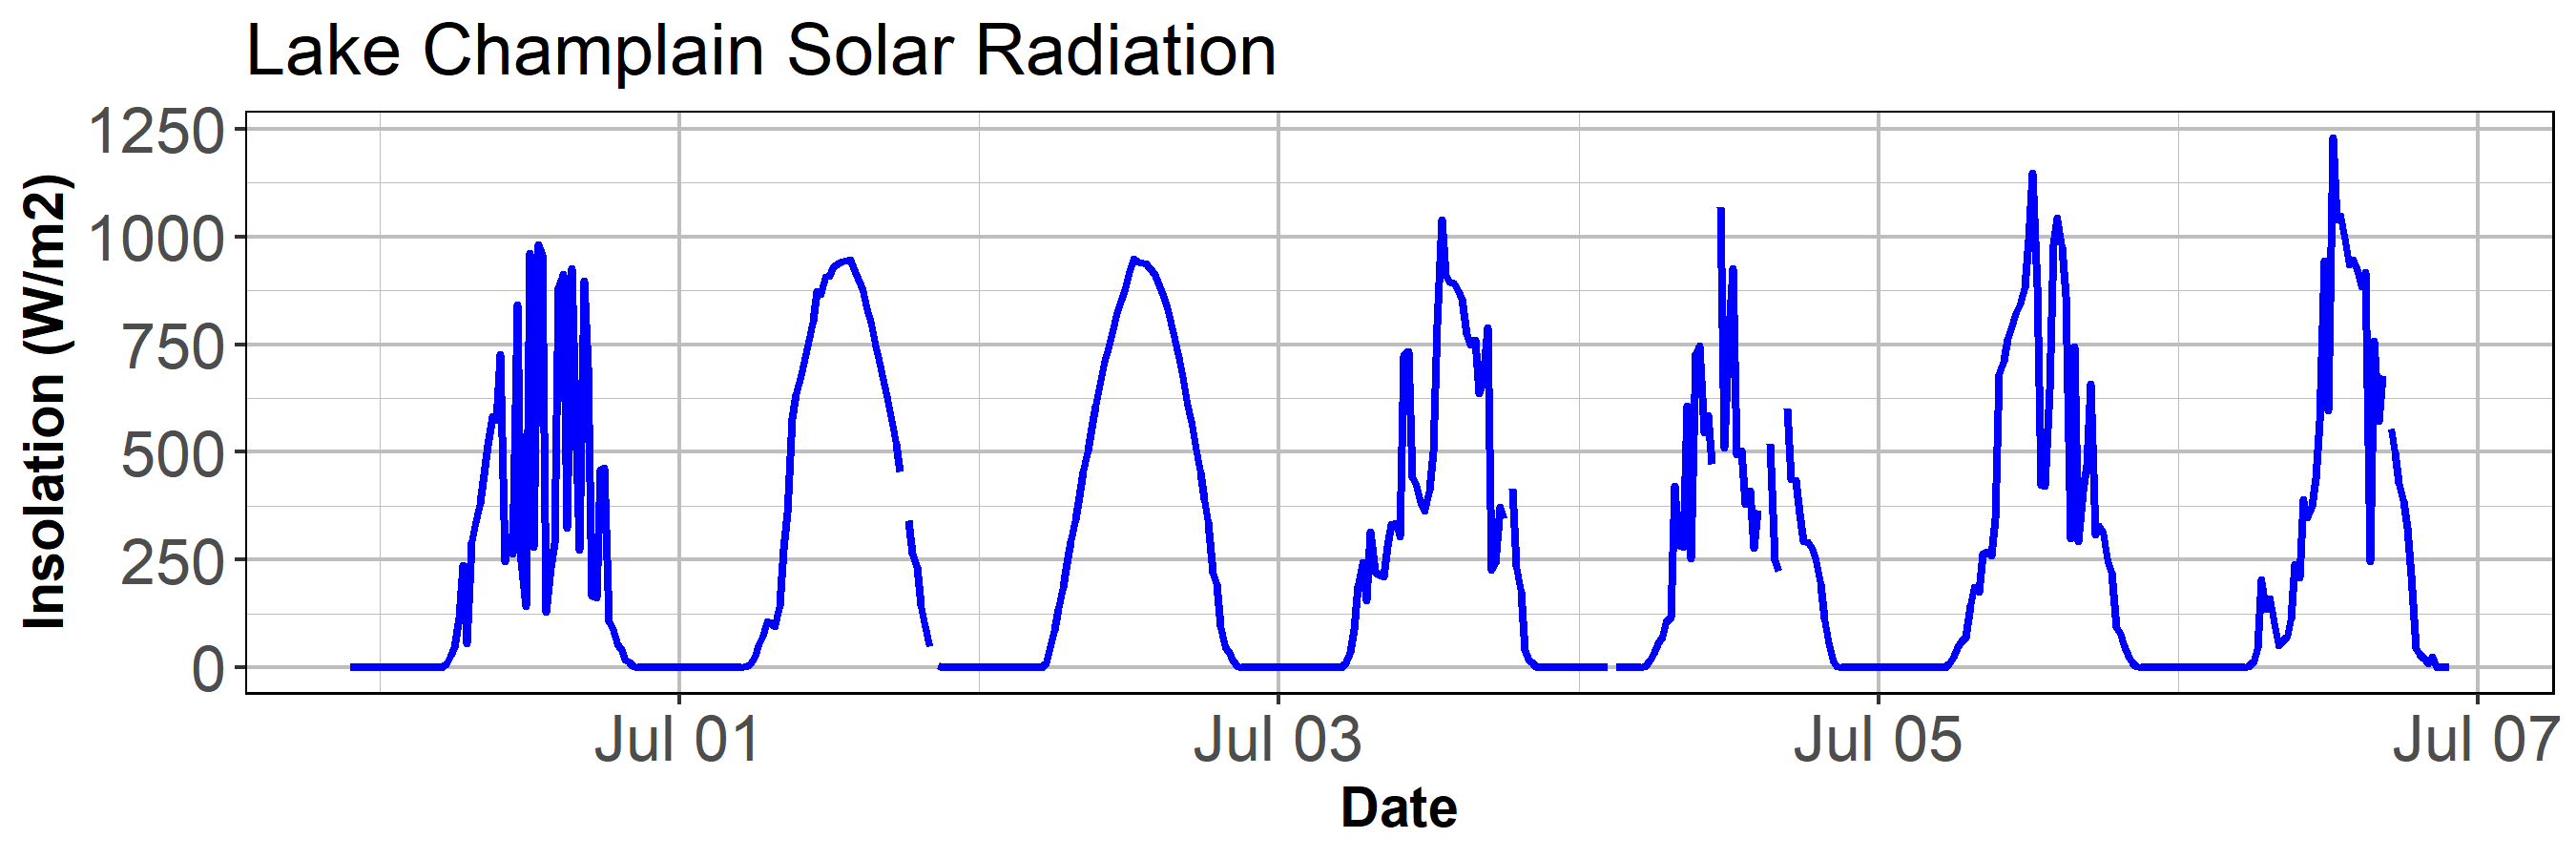 Lake Champlain Solar Radiation
Insolation (W/m2)
1250
1000
750
500
250
0
Jul 01
Jul 03
Jul 05
Jul 07
Date